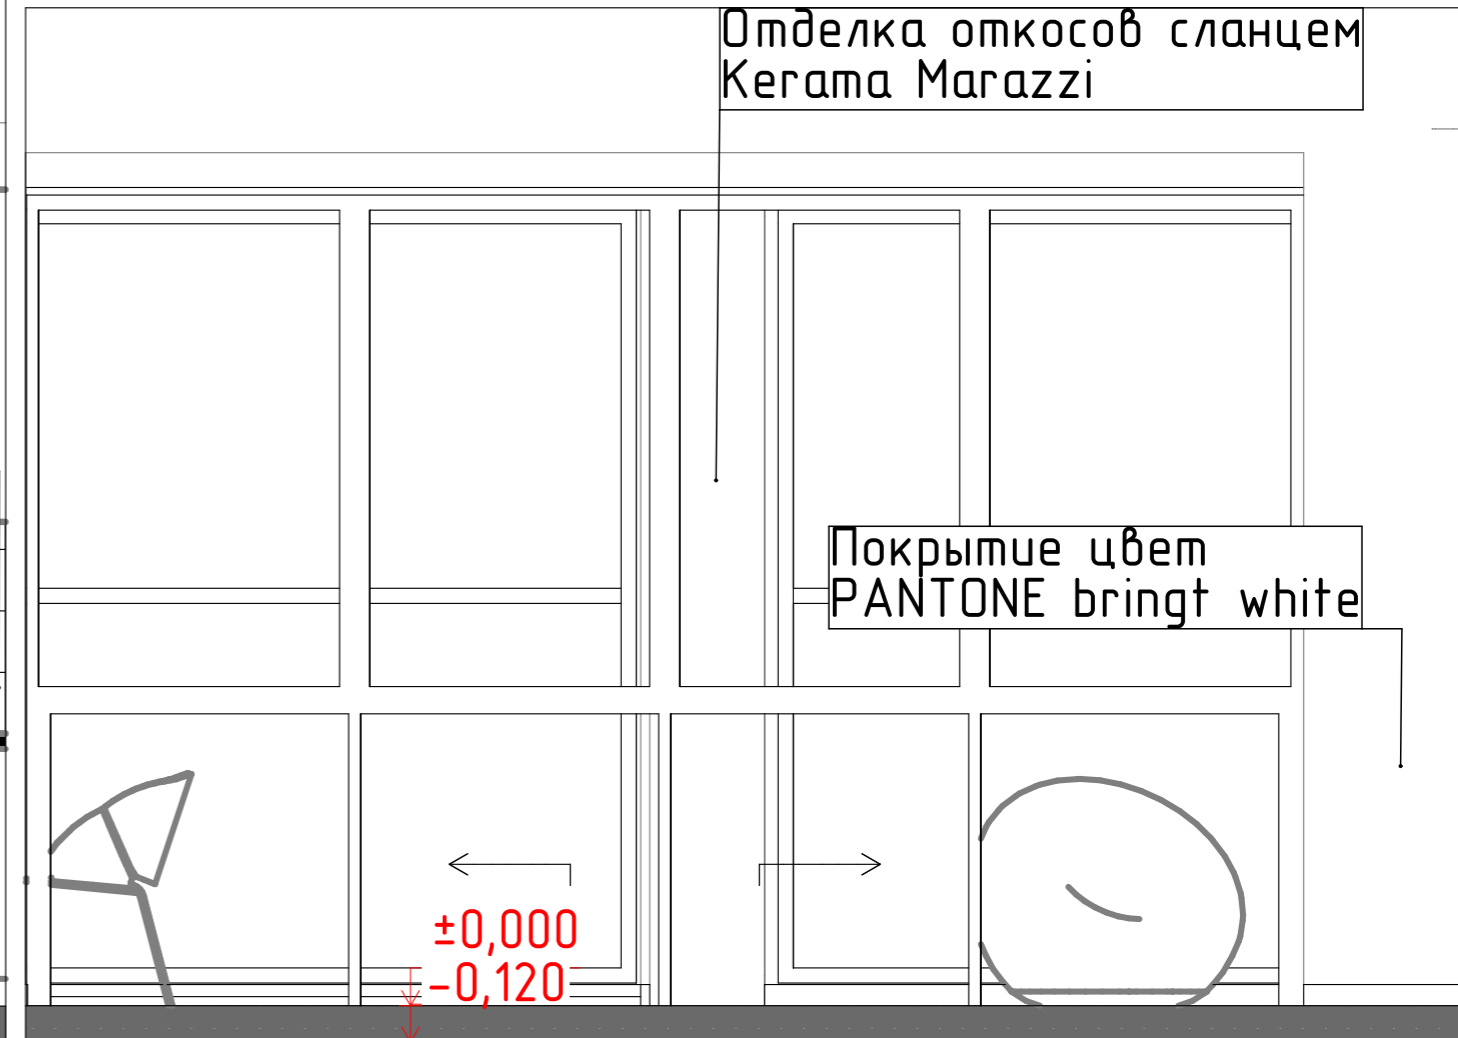 Отделка откосов сланцем
Kerama Marazzi
Покрытие цвет
PANTONE bringt white
±0,000
-0,120